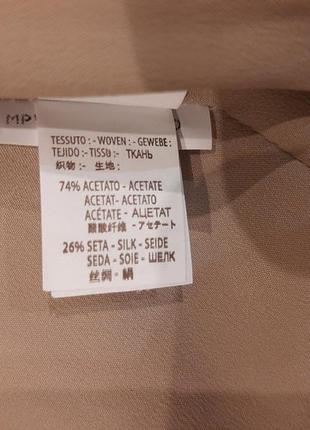 TESSUTO:- WOVEN: - GEWEBE:
TEJIDO:- TISSU:- ТКАНЬ
织物: - 生地:
74% ACETATO - ACETATE
ACETAT- ACETATO
ACÉTATE - АЦЕТАТ
醋酸纤维 - アセテート
26% SETA - SILK - SEIDE
SEDA - SOIE - ШЕЛК
丝绸 - 絹